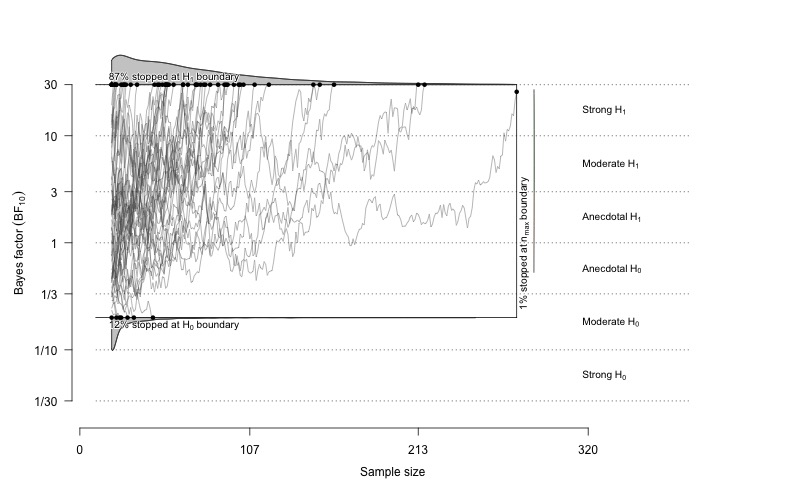 87% stopped at H1 boundary
30
Strong H1
10
Moderate H1
3
Anecdotal H1
1
Anecdotal H0
1/3
Moderate H0
12% stopped at H0 boundary
1/10
Strong H0
1/30
Bayes factor (BF10)
1% stopped at nmax boundary
0
107
213
320
Sample size